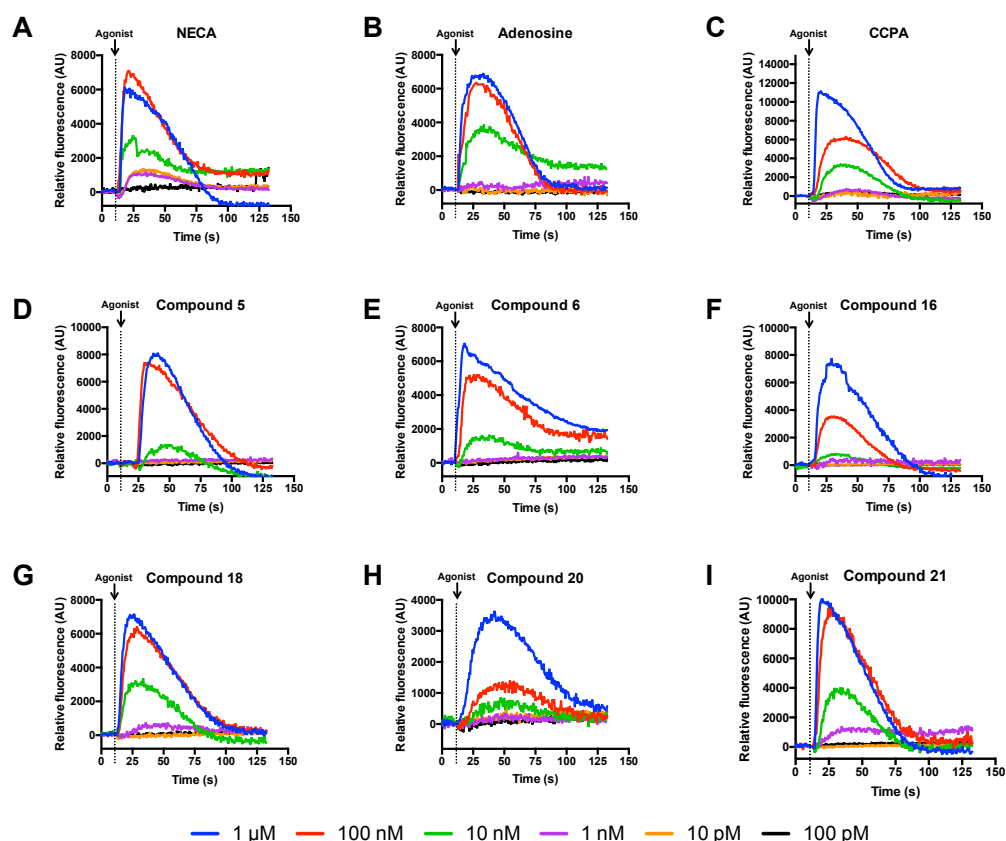 A
Agonist
NECA
Relative fluorescence (AU)
8000
6000
4000
2000
0
-2000
0 25 50 75 100 125 150
Time (s)
B
Agonist
Adenosine
Relative fluorescence (AU)
8000
6000
4000
2000
0
-2000
0 25 50 75 100 125 150
Time (s)
C
Agonist
CCPA
Relative fluorescence (AU)
14000
12000
10000
8000
6000
4000
2000
0
-2000
0 25 50 75 100 125 150
Time (s)
D
Agonist
Compound 5
Relative fluorescence (AU)
10000
8000
6000
4000
2000
0
0 25 50 75 100 125 150
Time (s)
E
Agonist
Compound 6
Relative fluorescence (AU)
8000
6000
4000
2000
0
0 25 50 75 100 125 150
Time (s)
F
Agonist
Compound 16
Relative fluorescence (AU)
10000
8000
6000
4000
2000
0
0 25 50 75 100 125 150
Time (s)
G
Agonist
Compound 18
Relative fluorescence (AU)
8000
6000
4000
2000
0
0 25 50 75 100 125 150
Time (s)
H
Agonist
Compound 20
Relative fluorescence (AU)
4000
3000
2000
1000
0
-1000
0 25 50 75 100 125 150
Time (s)
I
Agonist
Compound 21
Relative fluorescence (AU)
10000
8000
6000
4000
2000
0
0 25 50 75 100 125 150
Time (s)
1 µM 100 nM 10 nM 1 nM 10 pM 100 pM